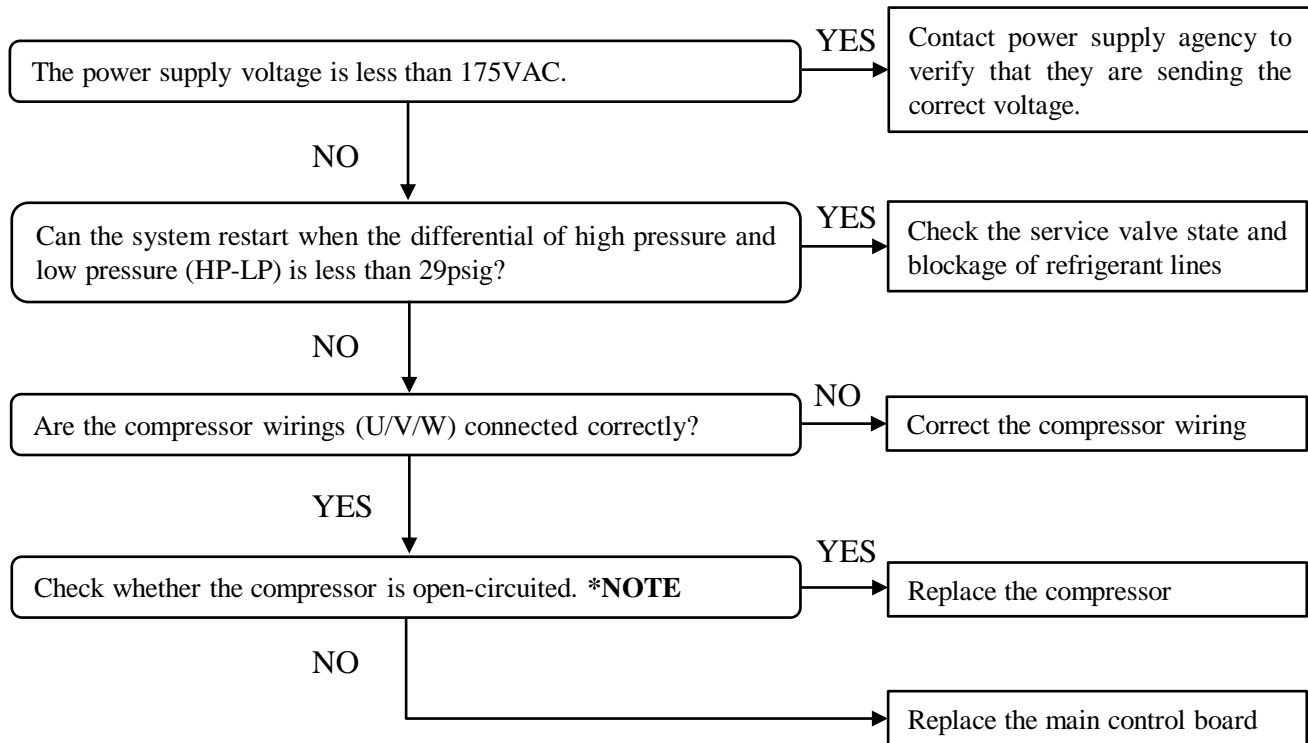 The power supply voltage is less than 175VAC.
YES
Contact power supply agency to
verify that they are sending the
correct voltage.
NO
Can the system restart when the differential of high pressure and
low pressure (HP-LP) is less than 29psig?
YES
Check the service valve state and
blockage of refrigerant lines
NO
Are the compressor wirings (U/V/W) connected correctly?
NO
Correct the compressor wiring
YES
Check whether the compressor is open-circuited. *NOTE
YES
Replace the compressor
NO
Replace the main control board